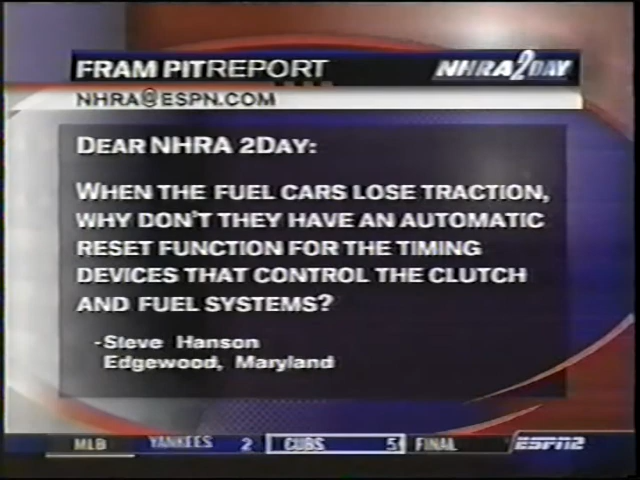 FRAM PITREPORT NHRA2DAY
NHRA@ESPN.COM
DEAR NHRA 2DAY:
WHEN THE FUEL CARS LOSE TRACTION,
WHY DON'T THEY HAVE AN AUTOMATIC
RESET FUNCTION FOR THE TIMING
DEVICES THAT CONTROL THE CLUTCH
AND FUEL SYSTEMS?
-Steve Hanson
Edgewood, Maryland
MLB YANKEES 2 CUBS 5 FINAL ESPN2